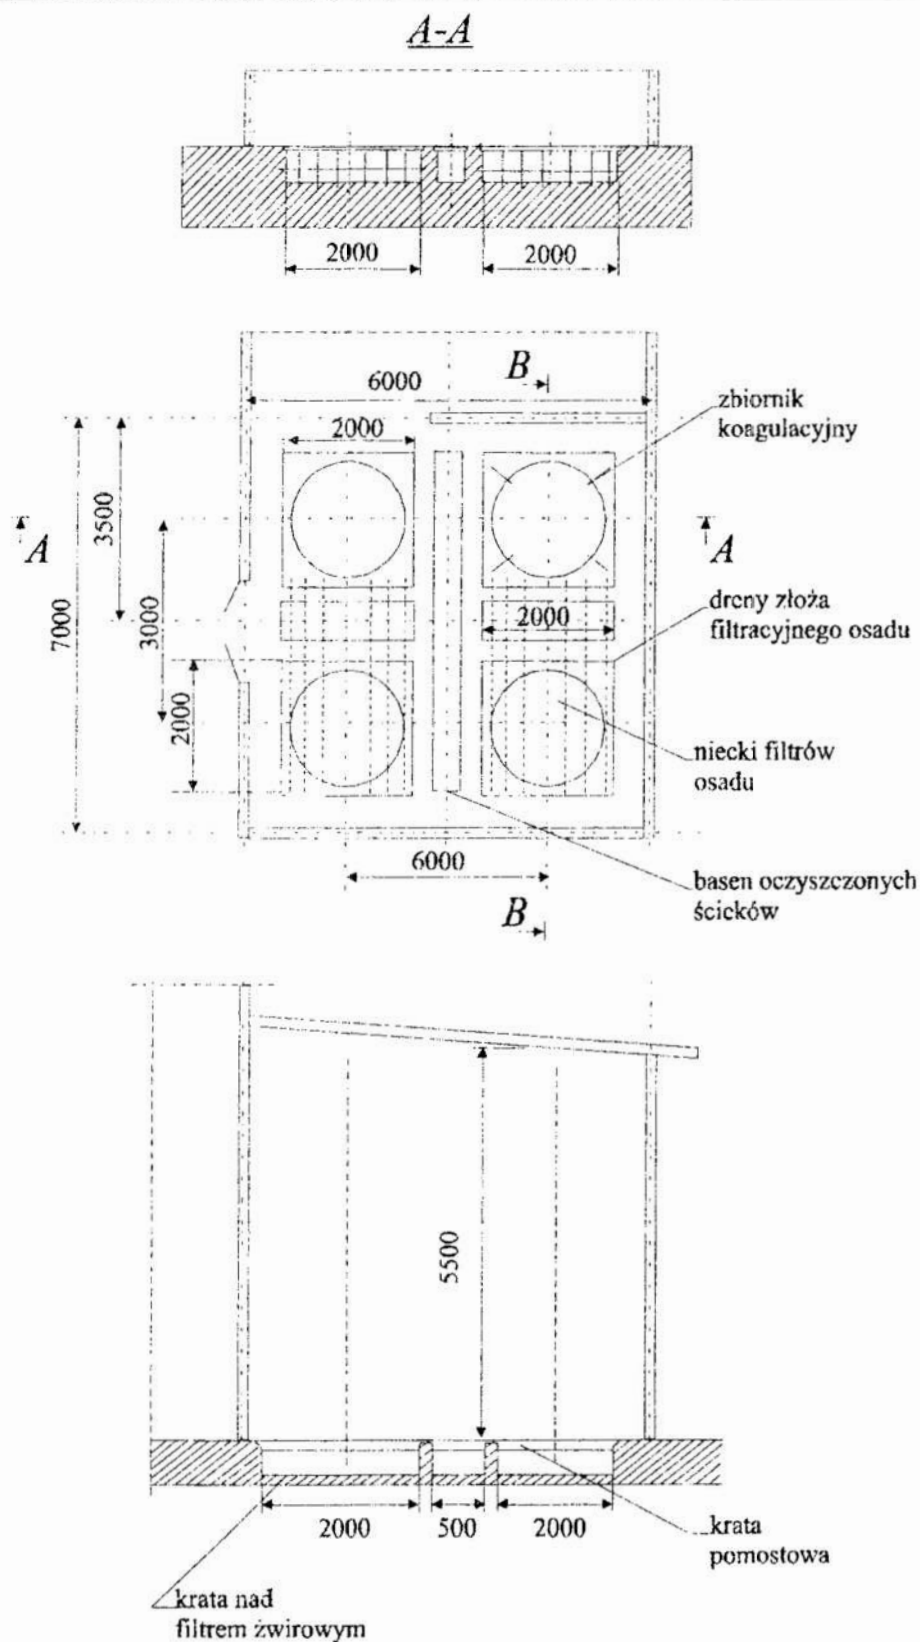 A-A
2000
2000
B
6000
zbiornik
koagulacyjny
2000
3500
A
A
7000
3000
dreny złoża
filtracyjnego osadu
2000
2000
niecki filtrów
osadu
6000
basen oczyszczonych
ścieków
B
5500
2000
500
2000
krata
pomostowa
krata nad
filtrem żwirowym